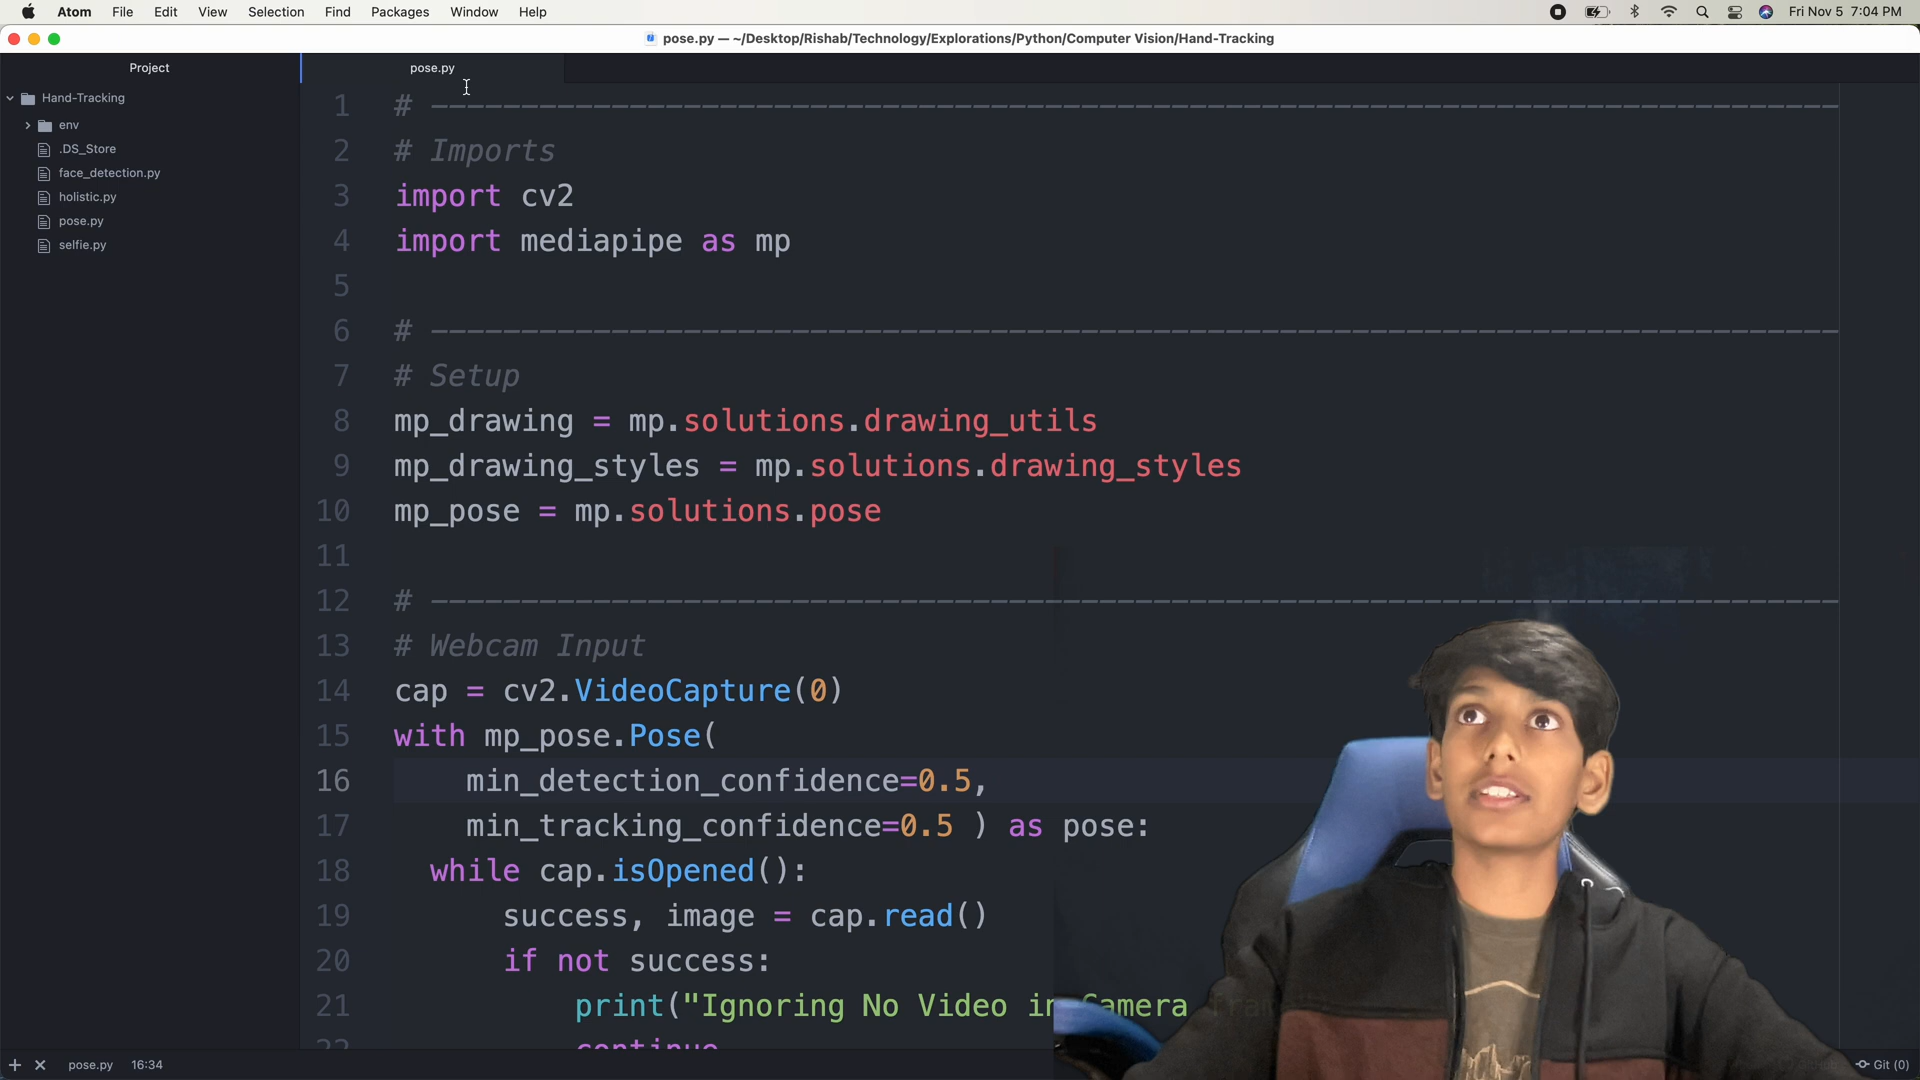 Atom File Edit View Selection Find Packages Window Help Fri Nov 5 7:04 PM
pose.py — ~/Desktop/Rishab/Technology/Explorations/Python/Computer Vision/Hand-Tracking
Project
Hand-Tracking
env
.DS_Store
face_detection.py
holistic.py
pose.py
selfie.py
pose.py
1 # -------------------------------------------------------------------------------
2 # Imports
3 import cv2
4 import mediapipe as mp
5
6 # -------------------------------------------------------------------------------
7 # Setup
8 mp_drawing = mp.solutions.drawing_utils
9 mp_drawing_styles = mp.solutions.drawing_styles
10 mp_pose = mp.solutions.pose
11
12 # -------------------------------------------------------------------------------
13 # Webcam Input
14 cap = cv2.VideoCapture(0)
15 with mp_pose.Pose(
16 min_detection_confidence=0.5,
17 min_tracking_confidence=0.5 ) as pose:
18 while cap.isOpened():
19 success, image = cap.read()
20 if not success:
21 print("Ignoring No Video in Camera
22 continue
pose.py 16:34 Git (0)